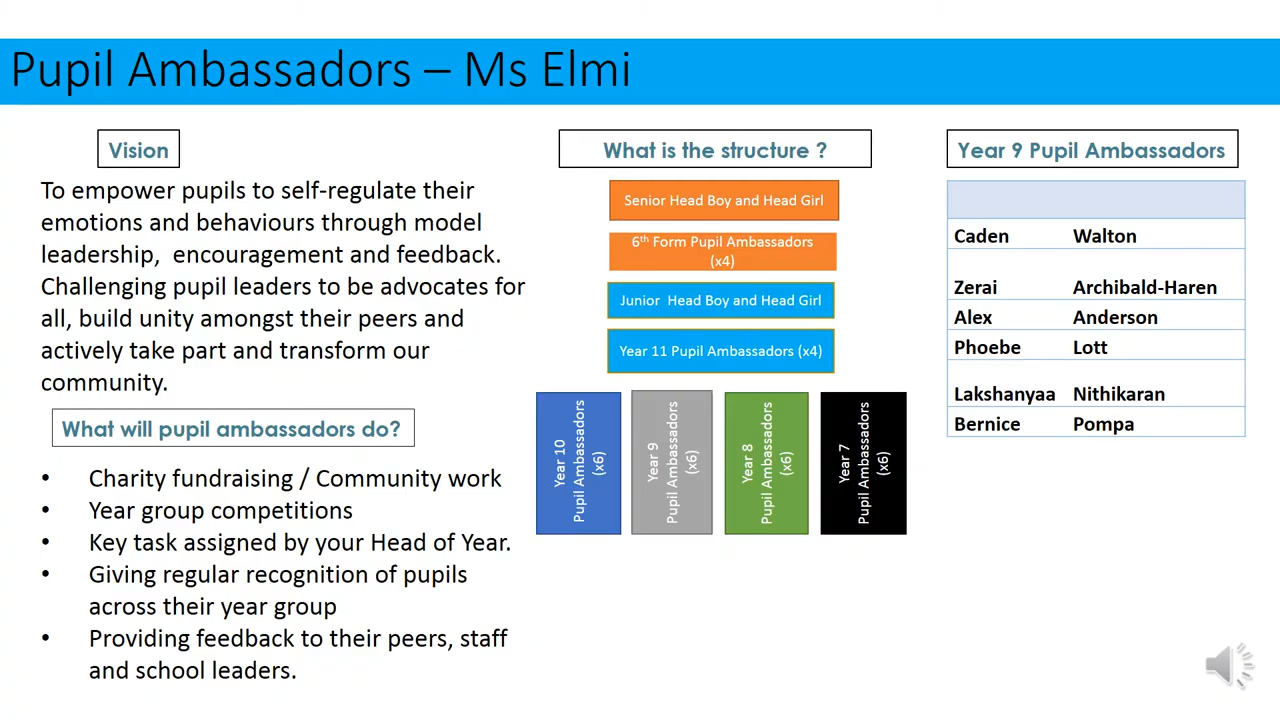 Pupil Ambassadors – Ms Elmi
Vision
To empower pupils to self-regulate their
emotions and behaviours through model
leadership, encouragement and feedback.
Challenging pupil leaders to be advocates for
all, build unity amongst their peers and
actively take part and transform our
community.
What will pupil ambassadors do?
• Charity fundraising / Community work
• Year group competitions
• Key task assigned by your Head of Year.
• Giving regular recognition of pupils
across their year group
• Providing feedback to their peers, staff
and school leaders.
What is the structure ?
Senior Head Boy and Head Girl
6th Form Pupil Ambassadors
(x4)
Junior Head Boy and Head Girl
Year 11 Pupil Ambassadors (x4)
Year 10
Pupil Ambassadors
(x6)
Year 9
Pupil Ambassadors
(x6)
Year 8
Pupil Ambassadors
(x6)
Year 7
Pupil Ambassadors
(x6)
Year 9 Pupil Ambassadors
Caden Walton
Zerai Archibald-Haren
Alex Anderson
Phoebe Lott
Lakshanyaa Nithikaran
Bernice Pompa